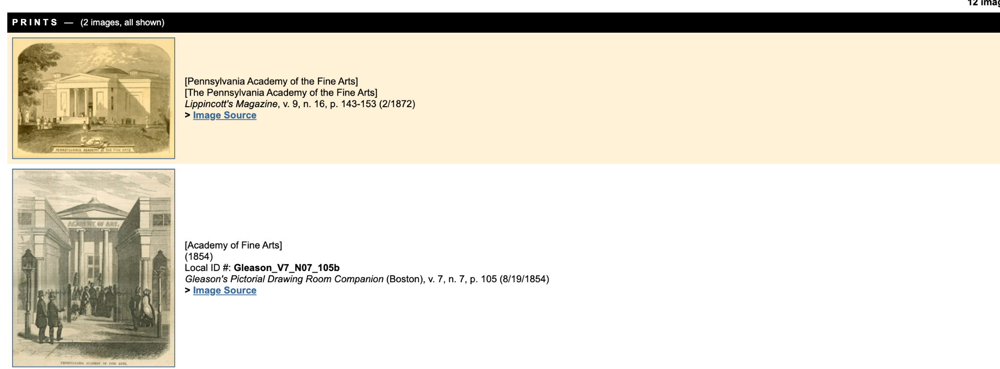 12 imag
PRINTS — (2 images, all shown)
PENNSYLVANIA ACADEMY OF THE FINE ARTS
[Pennsylvania Academy of the Fine Arts]
[The Pennsylvania Academy of the Fine Arts]
Lippincott's Magazine, v. 9, n. 16, p. 143-153 (2/1872)
> Image Source
ACADEMY OF ART.
PENNSYLVANIA ACADEMY OF FINE ARTS.
[Academy of Fine Arts]
(1854)
Local ID #: Gleason_V7_N07_105b
Gleason's Pictorial Drawing Room Companion (Boston), v. 7, n. 7, p. 105 (8/19/1854)
> Image Source